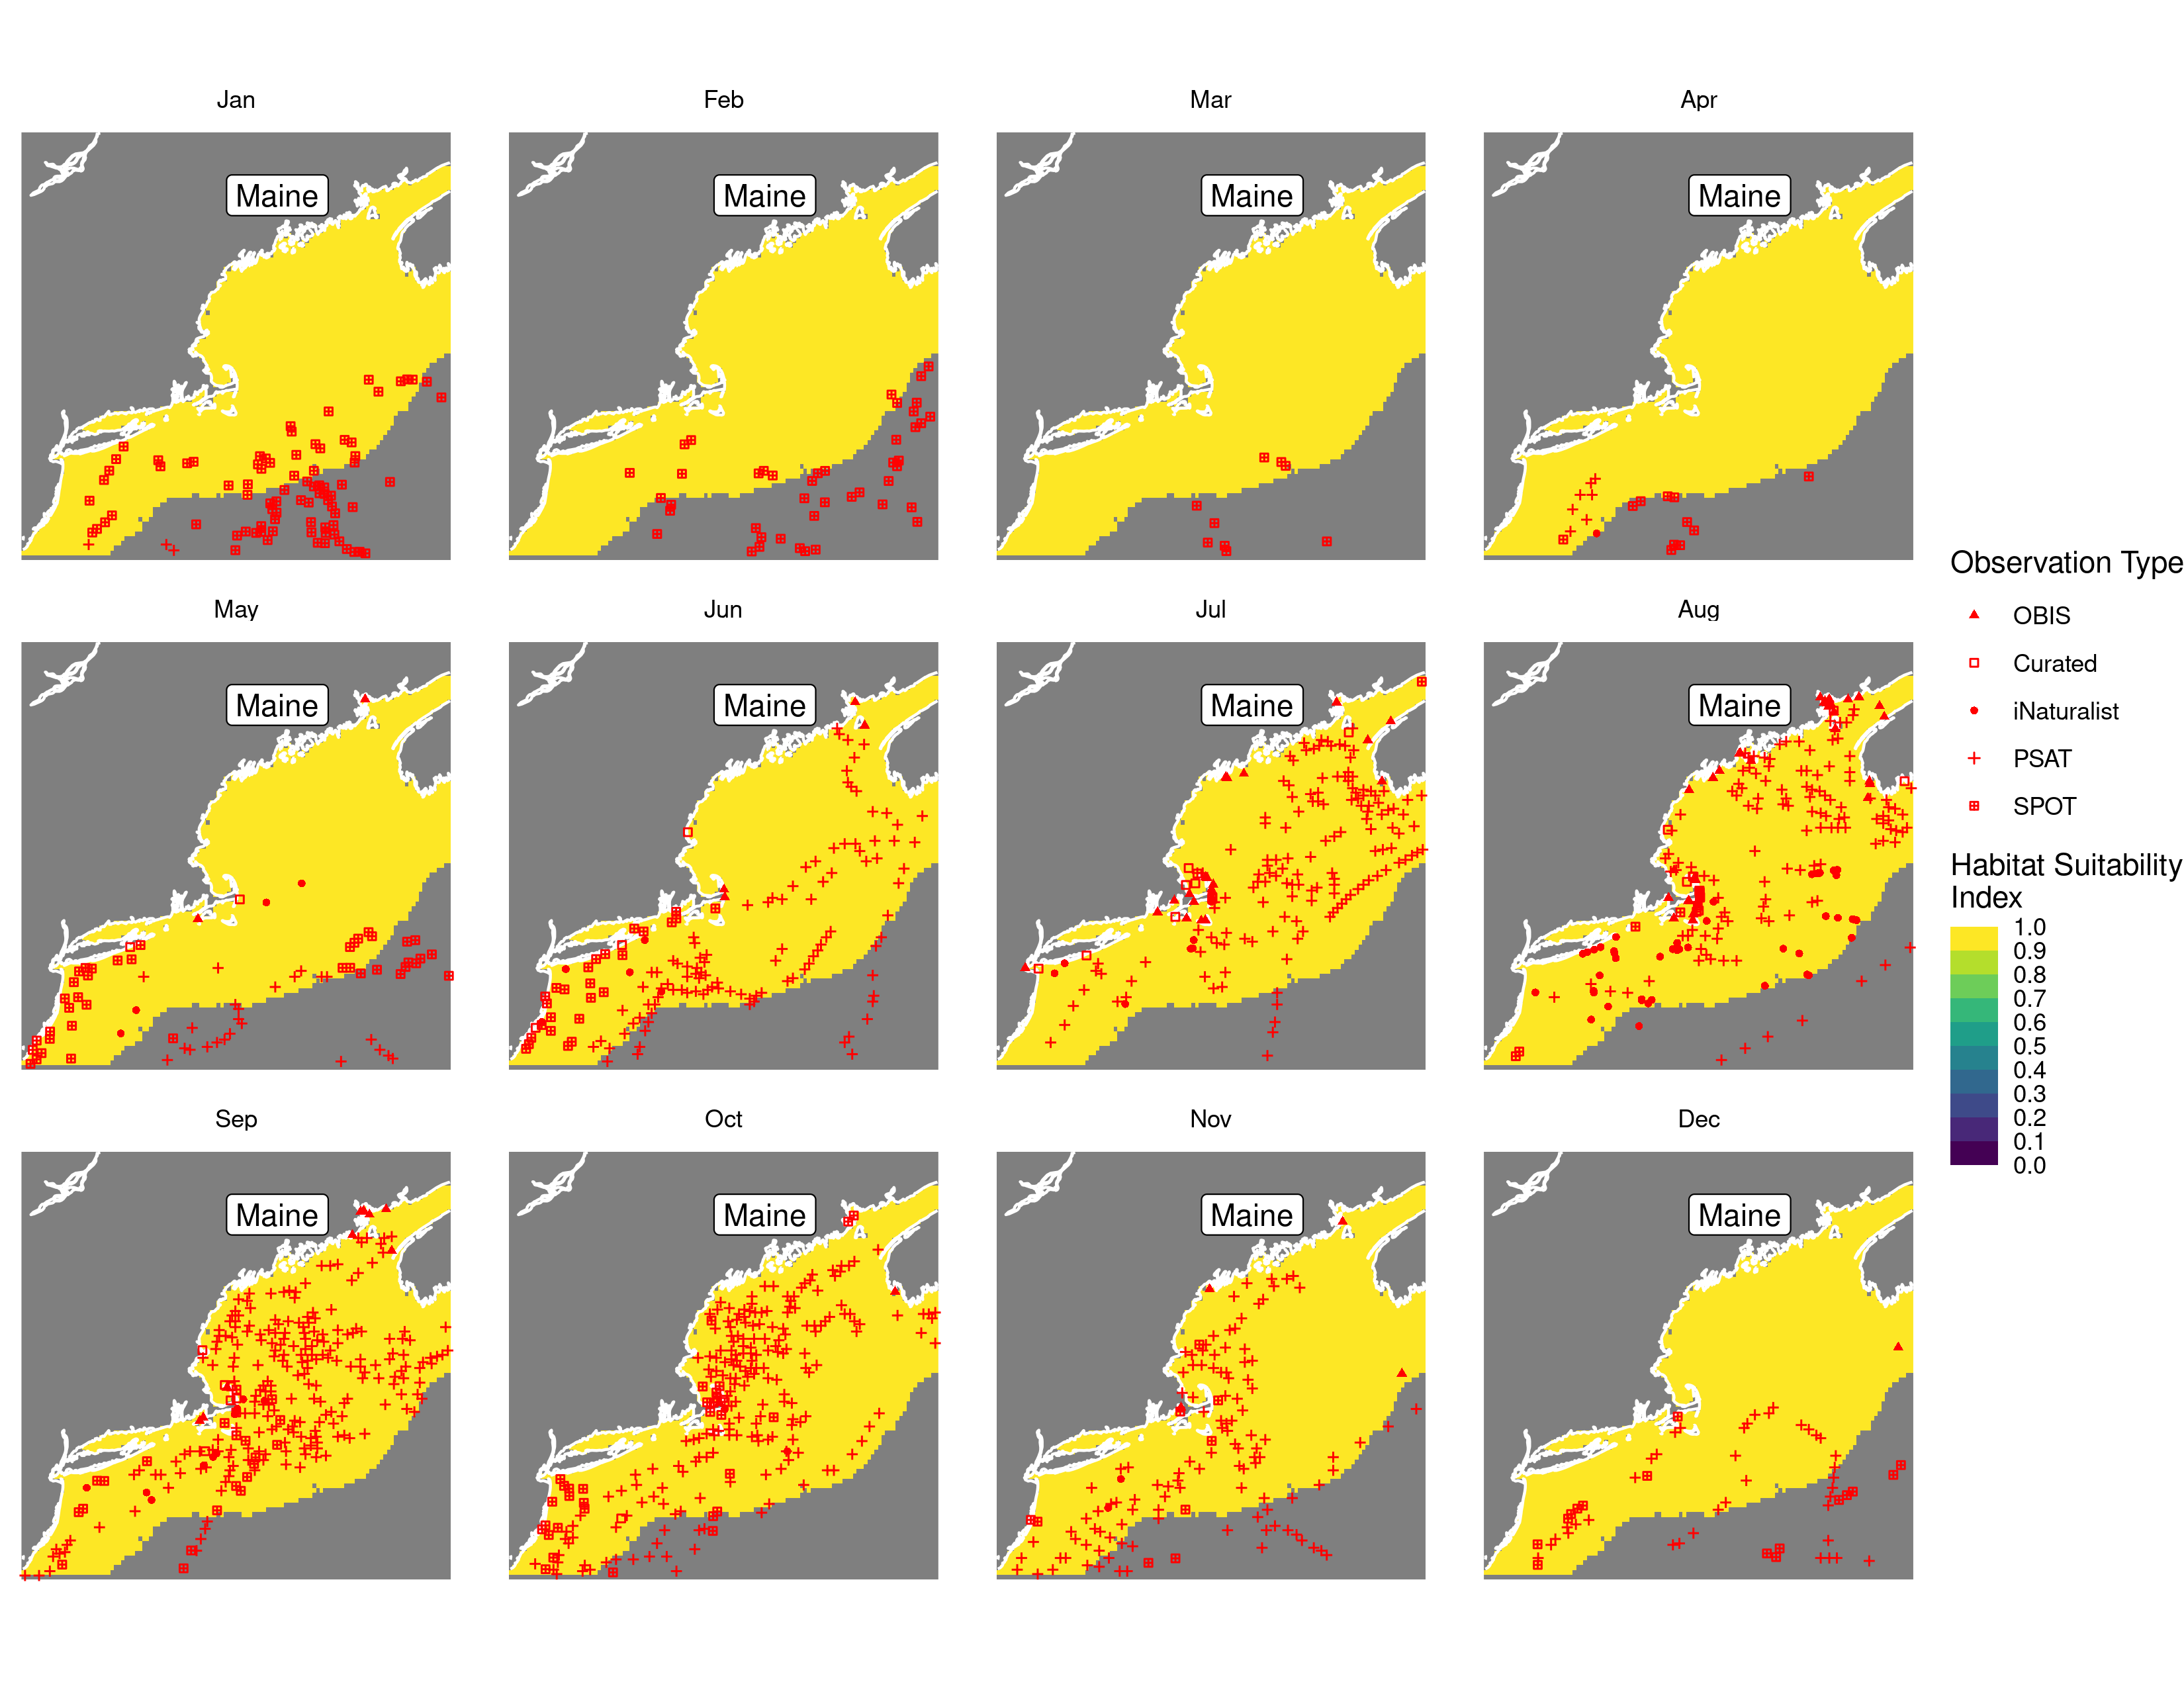 Jan
Feb
Mar
Apr
Maine
Maine
Maine
Maine
May
Jun
Jul
Aug
Maine
Maine
Maine
Maine
Sep
Oct
Nov
Dec
Maine
Maine
Maine
Maine
Observation Type
OBIS
Curated
iNaturalist
PSAT
SPOT
Habitat Suitability
Index
1.0
0.9
0.8
0.7
0.6
0.5
0.4
0.3
0.2
0.1
0.0